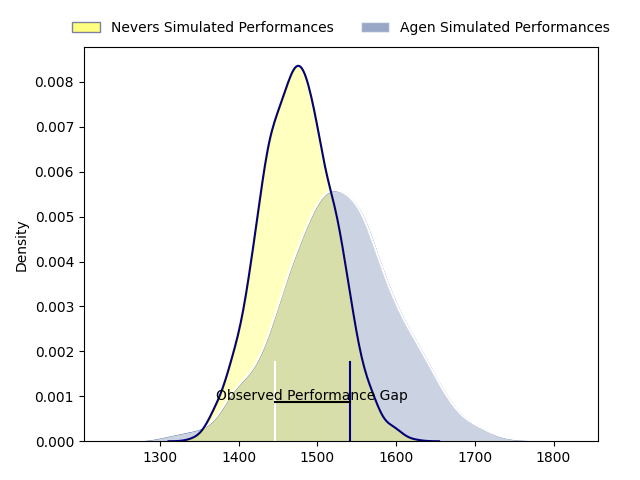 Nevers Simulated Performances Agen Simulated Performances
0.008
0.007
0.006
0.005
0.004
0.003
0.002
0.001
0.000
Density
Observed Performance Gap
1300 1400 1500 1600 1700 1800